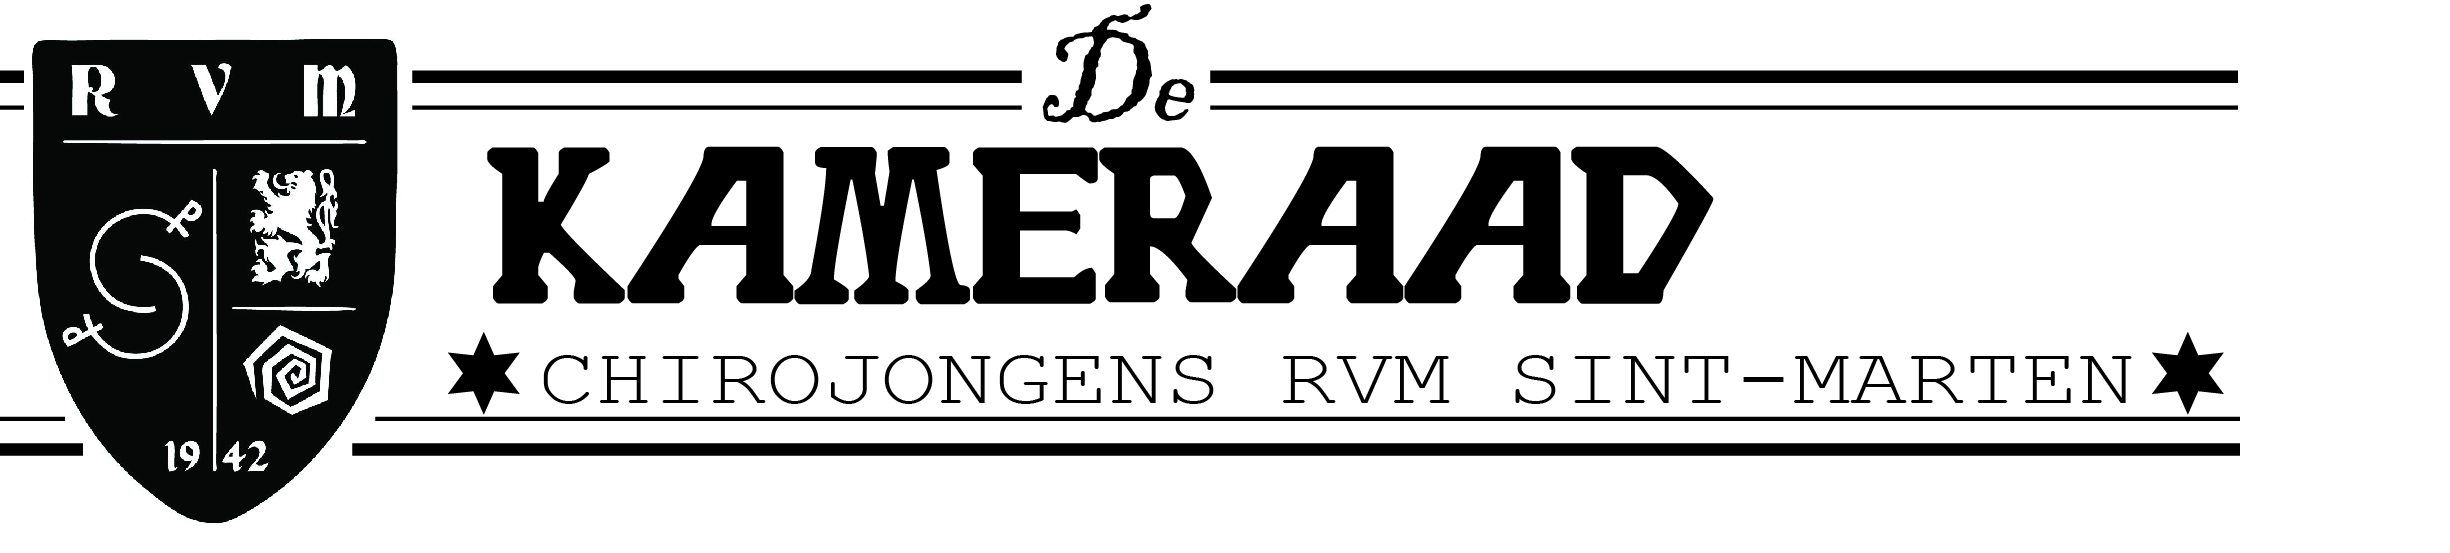 R V M
19 42
De
KAMERAAD
CHIROJONGENS RVM SINT-MARTEN